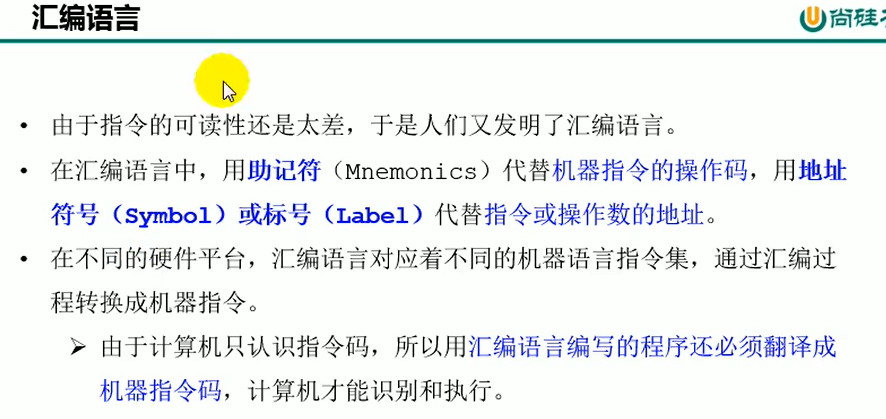 汇编语言
尚硅
• 由于指令的可读性还是太差，于是人们又发明了汇编语言。
• 在汇编语言中，用助记符（Mnemonics）代替机器指令的操作码，用地址
符号（Symbol）或标号（Label）代替指令或操作数的地址。
• 在不同的硬件平台，汇编语言对应着不同的机器语言指令集，通过汇编过
程转换成机器指令。
➢ 由于计算机只认识指令码，所以用汇编语言编写的程序还必须翻译成
机器指令码，计算机才能识别和执行。